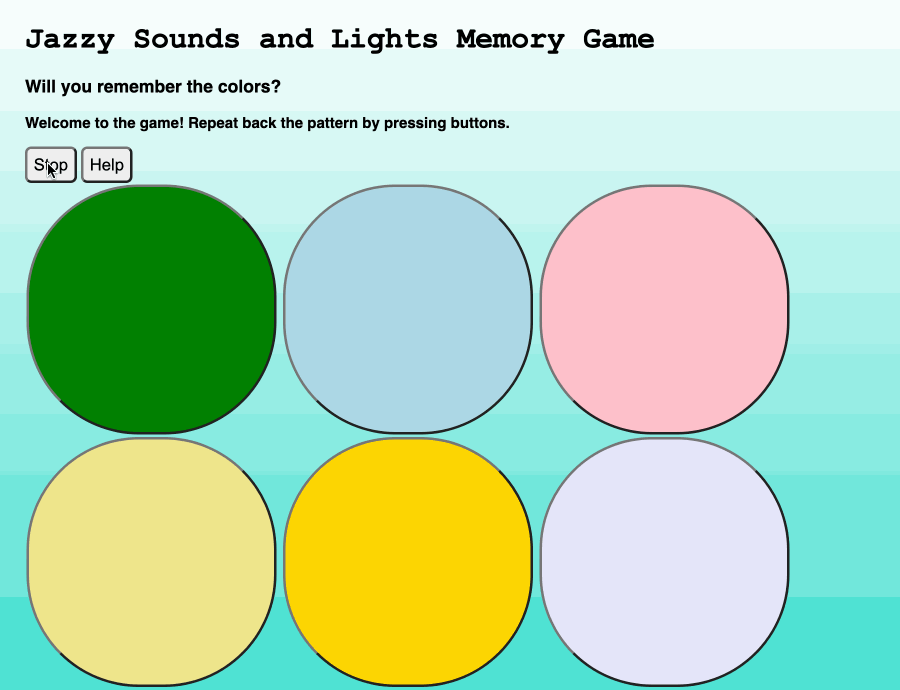 Jazzy Sounds and Lights Memory Game
Will you remember the colors?
Welcome to the game! Repeat back the pattern by pressing buttons.
Stop Help